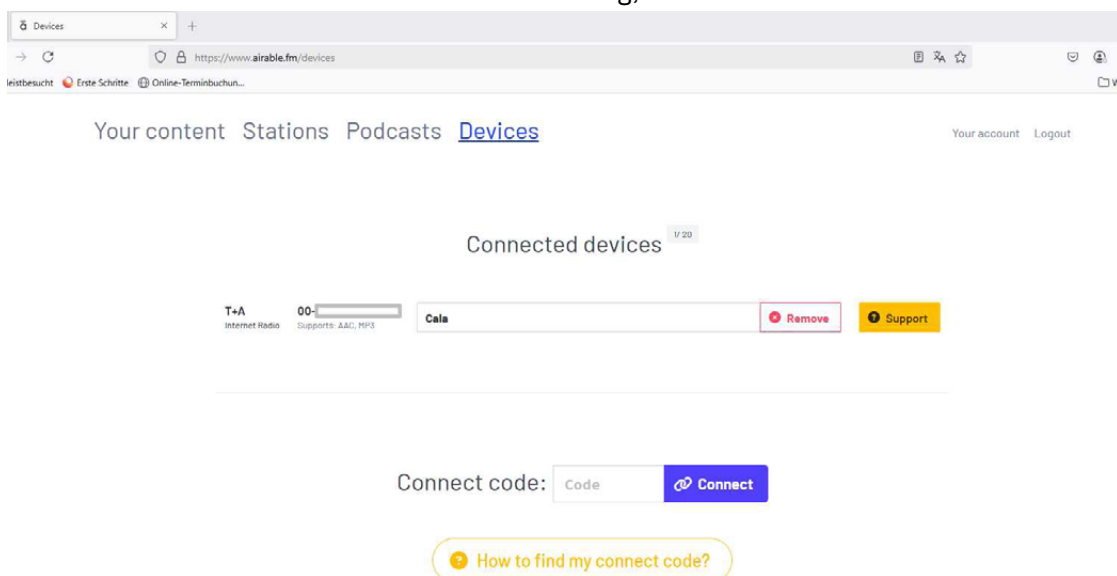 ă Devices
https://www.airable.fm/devices
Erste Schritte Online-Terminbuchun...
Your content Stations Podcasts Devices
Your account Logout
Connected devices 1/ 20
T+A 00-
Internet Radio Supports: AAC, MP3
Cala Remove Support
Connect code: Code Connect
How to find my connect code?